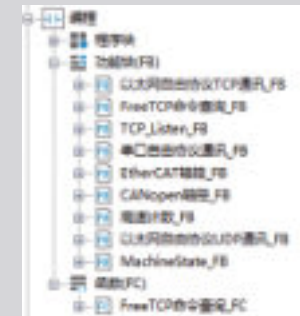 编程
程序块
功能块(FB)
以太网自由协议TCP通讯_FB
FreeTCP命令查询_FB
TCP_Listen_FB
串口自由协议通讯_FB
EtherCAT轴控_FB
CANopen轴控_FB
高速计数_FB
以太网自由协议UDP通讯_FB
MachineState_FB
函数(FC)
FreeTCP命令查询_FC